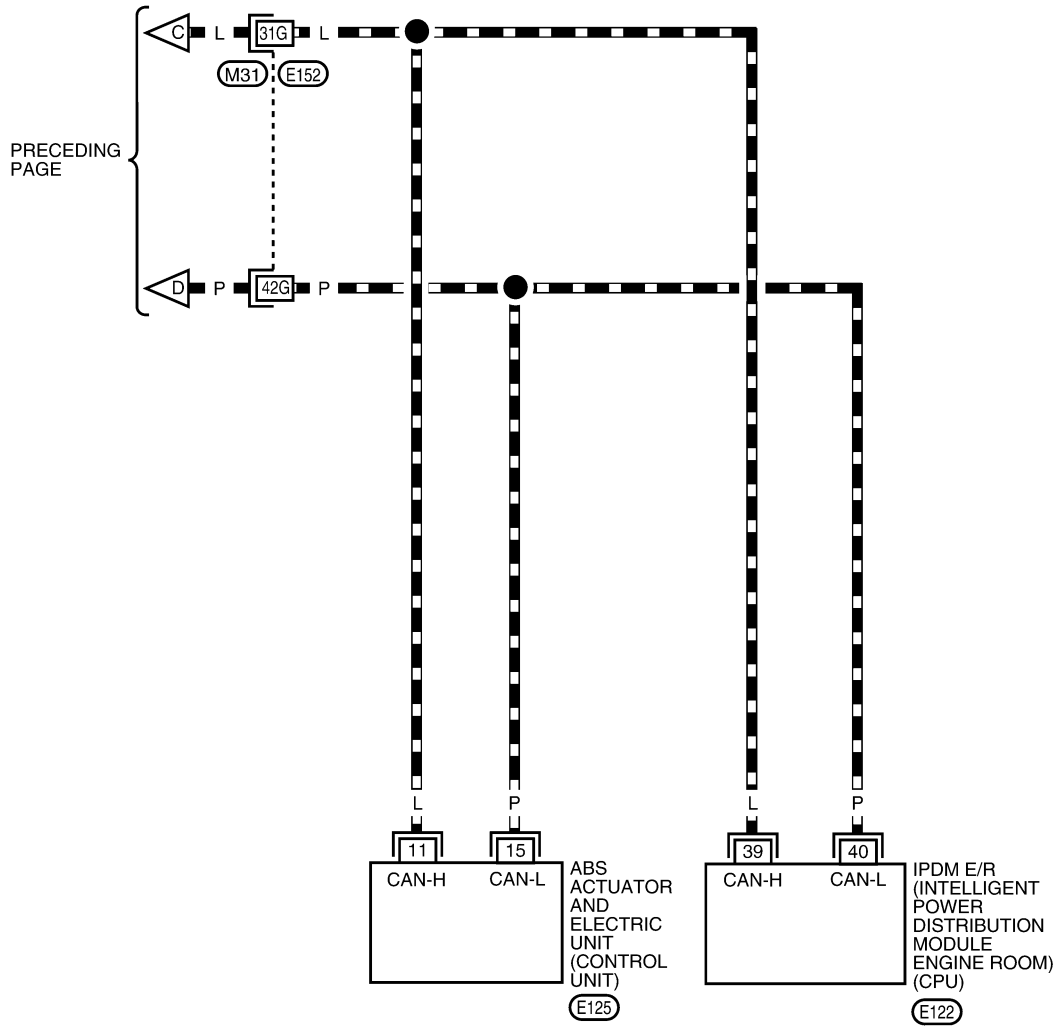 C L 31G L
M31 E152
PRECEDING
PAGE
D P 42G P
L P L P
11 15 39 40
CAN-H CAN-L
ABS
ACTUATOR
AND
ELECTRIC
UNIT
(CONTROL
UNIT)
E125
CAN-H CAN-L
IPDM E/R
(INTELLIGENT
POWER
DISTRIBUTION
MODULE
ENGINE ROOM)
(CPU)
E122